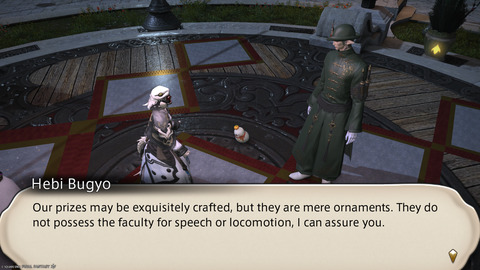 Hebi Bugyo
Our prizes may be exquisitely crafted, but they are mere ornaments. They do
not possess the faculty for speech or locomotion, I can assure you.